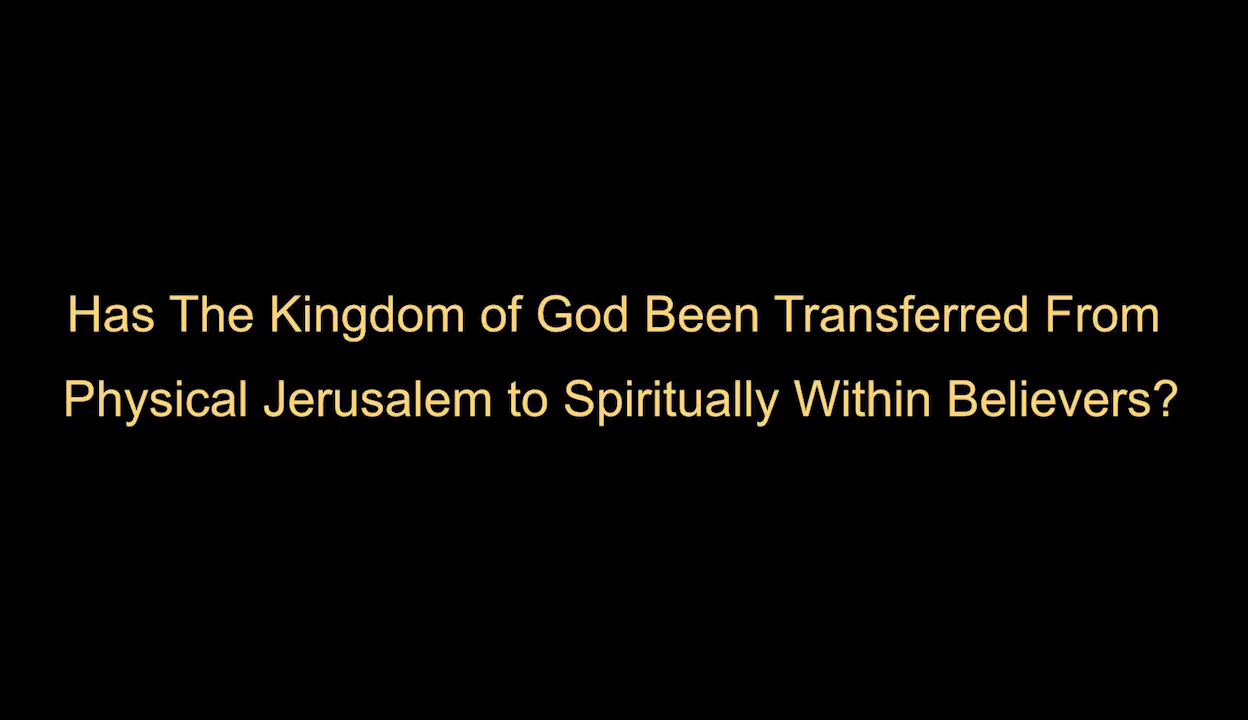 Has The Kingdom of God Been Transferred From
Physical Jerusalem to Spiritually Within Believers?